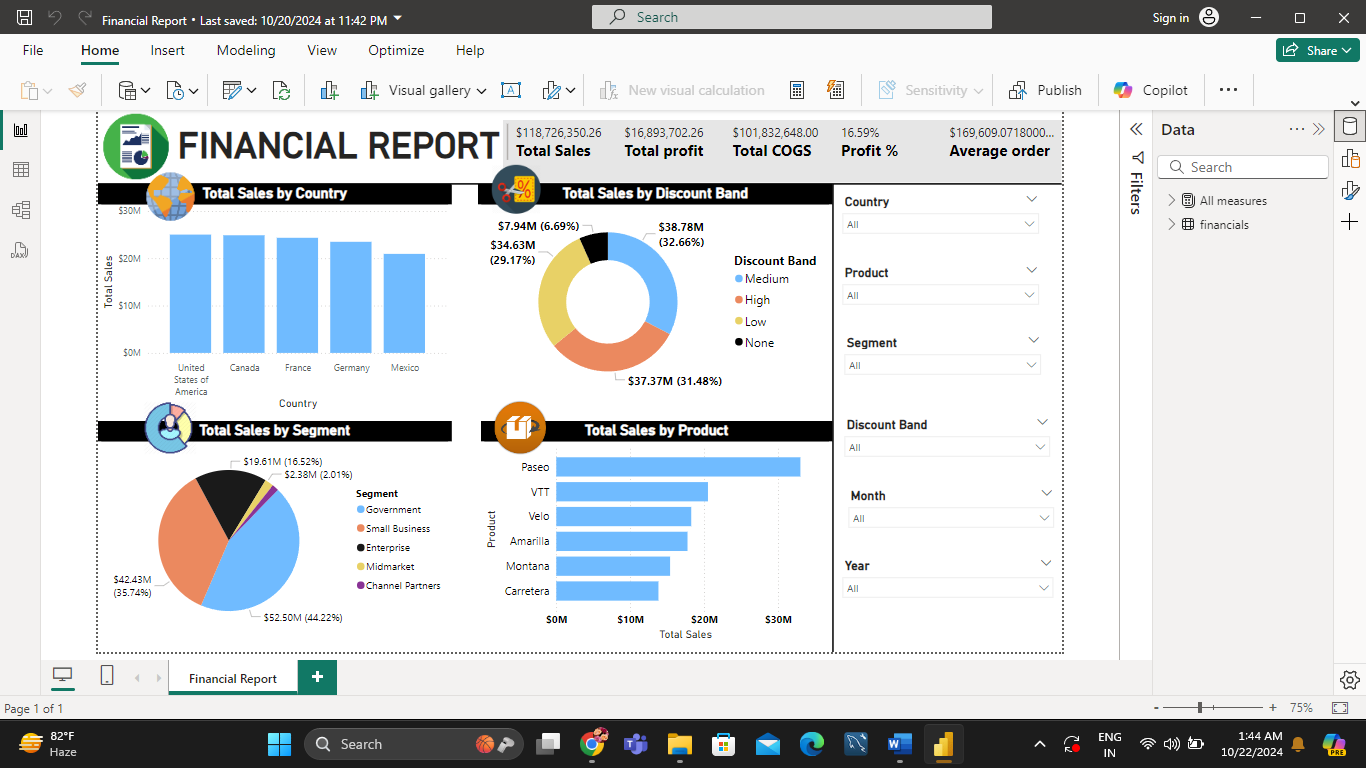 Financial Report • Last saved: 10/20/2024 at 11:42 PM
Search
Sign in
File Home Insert Modeling View Optimize Help
Share
Visual gallery
New visual calculation
Sensitivity
Publish
Copilot
FINANCIAL REPORT
$118,726,350.26 $16,893,702.26 $101,832,648.00 16.59% $169,609.0718000...
Total Sales Total profit Total COGS Profit % Average order
Total Sales by Country
$30M
$20M
$10M
$0M
Total Sales
United States of America
Canada
France
Germany
Mexico
Country
Total Sales by Discount Band
$7.94M (6.69%)
$38.78M
(32.66%)
$34.63M
(29.17%)
$37.37M (31.48%)
Discount Band
Medium
High
Low
None
Total Sales by Segment
$19.61M (16.52%)
$2.38M (2.01%)
$42.43M
(35.74%)
$52.50M (44.22%)
Segment
Government
Small Business
Enterprise
Midmarket
Channel Partners
Total Sales by Product
Product
Paseo
VTT
Velo
Amarilla
Montana
Carretera
$0M $10M $20M $30M
Total Sales
Country
All
Product
All
Segment
All
Discount Band
All
Month
All
Year
All
Filters
Data
Search
All measures
financials
DAX
Financial Report
Page 1 of 1
- + 75%
82°F
Haze
Search
ENG
IN
1:44 AM
10/22/2024
PRE